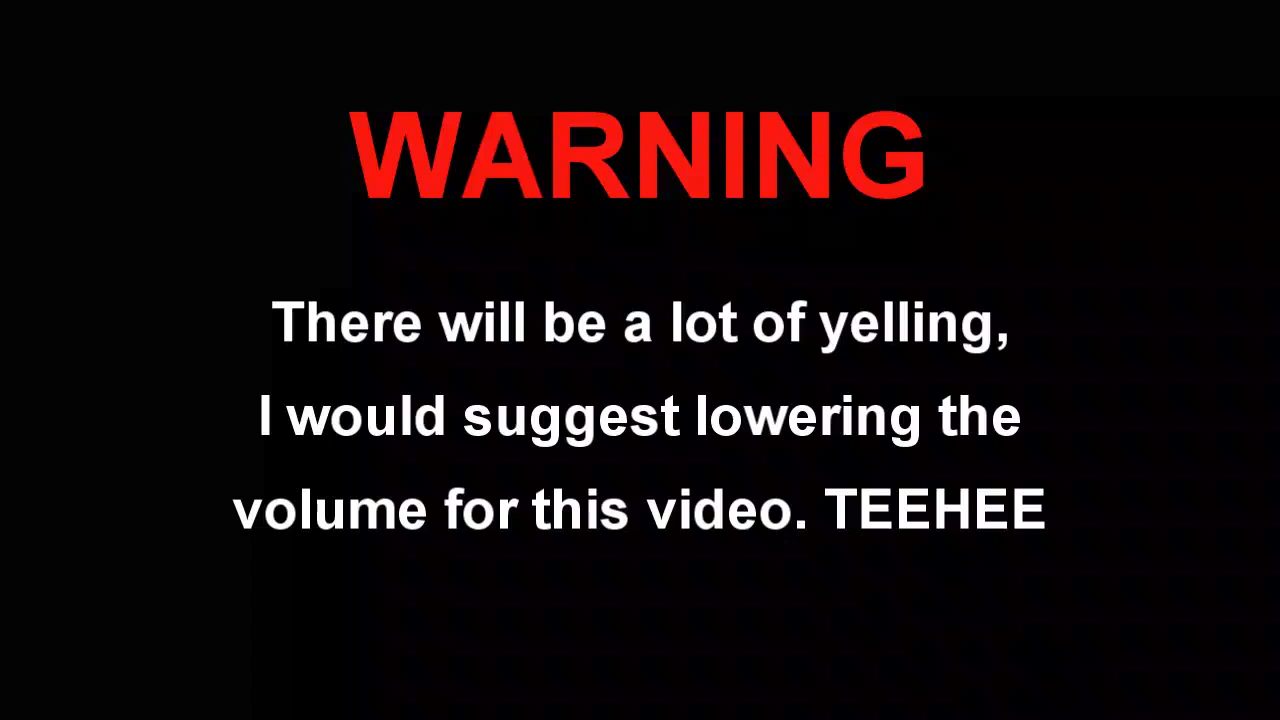 WARNING
There will be a lot of yelling,
I would suggest lowering the
volume for this video. TEEHEE